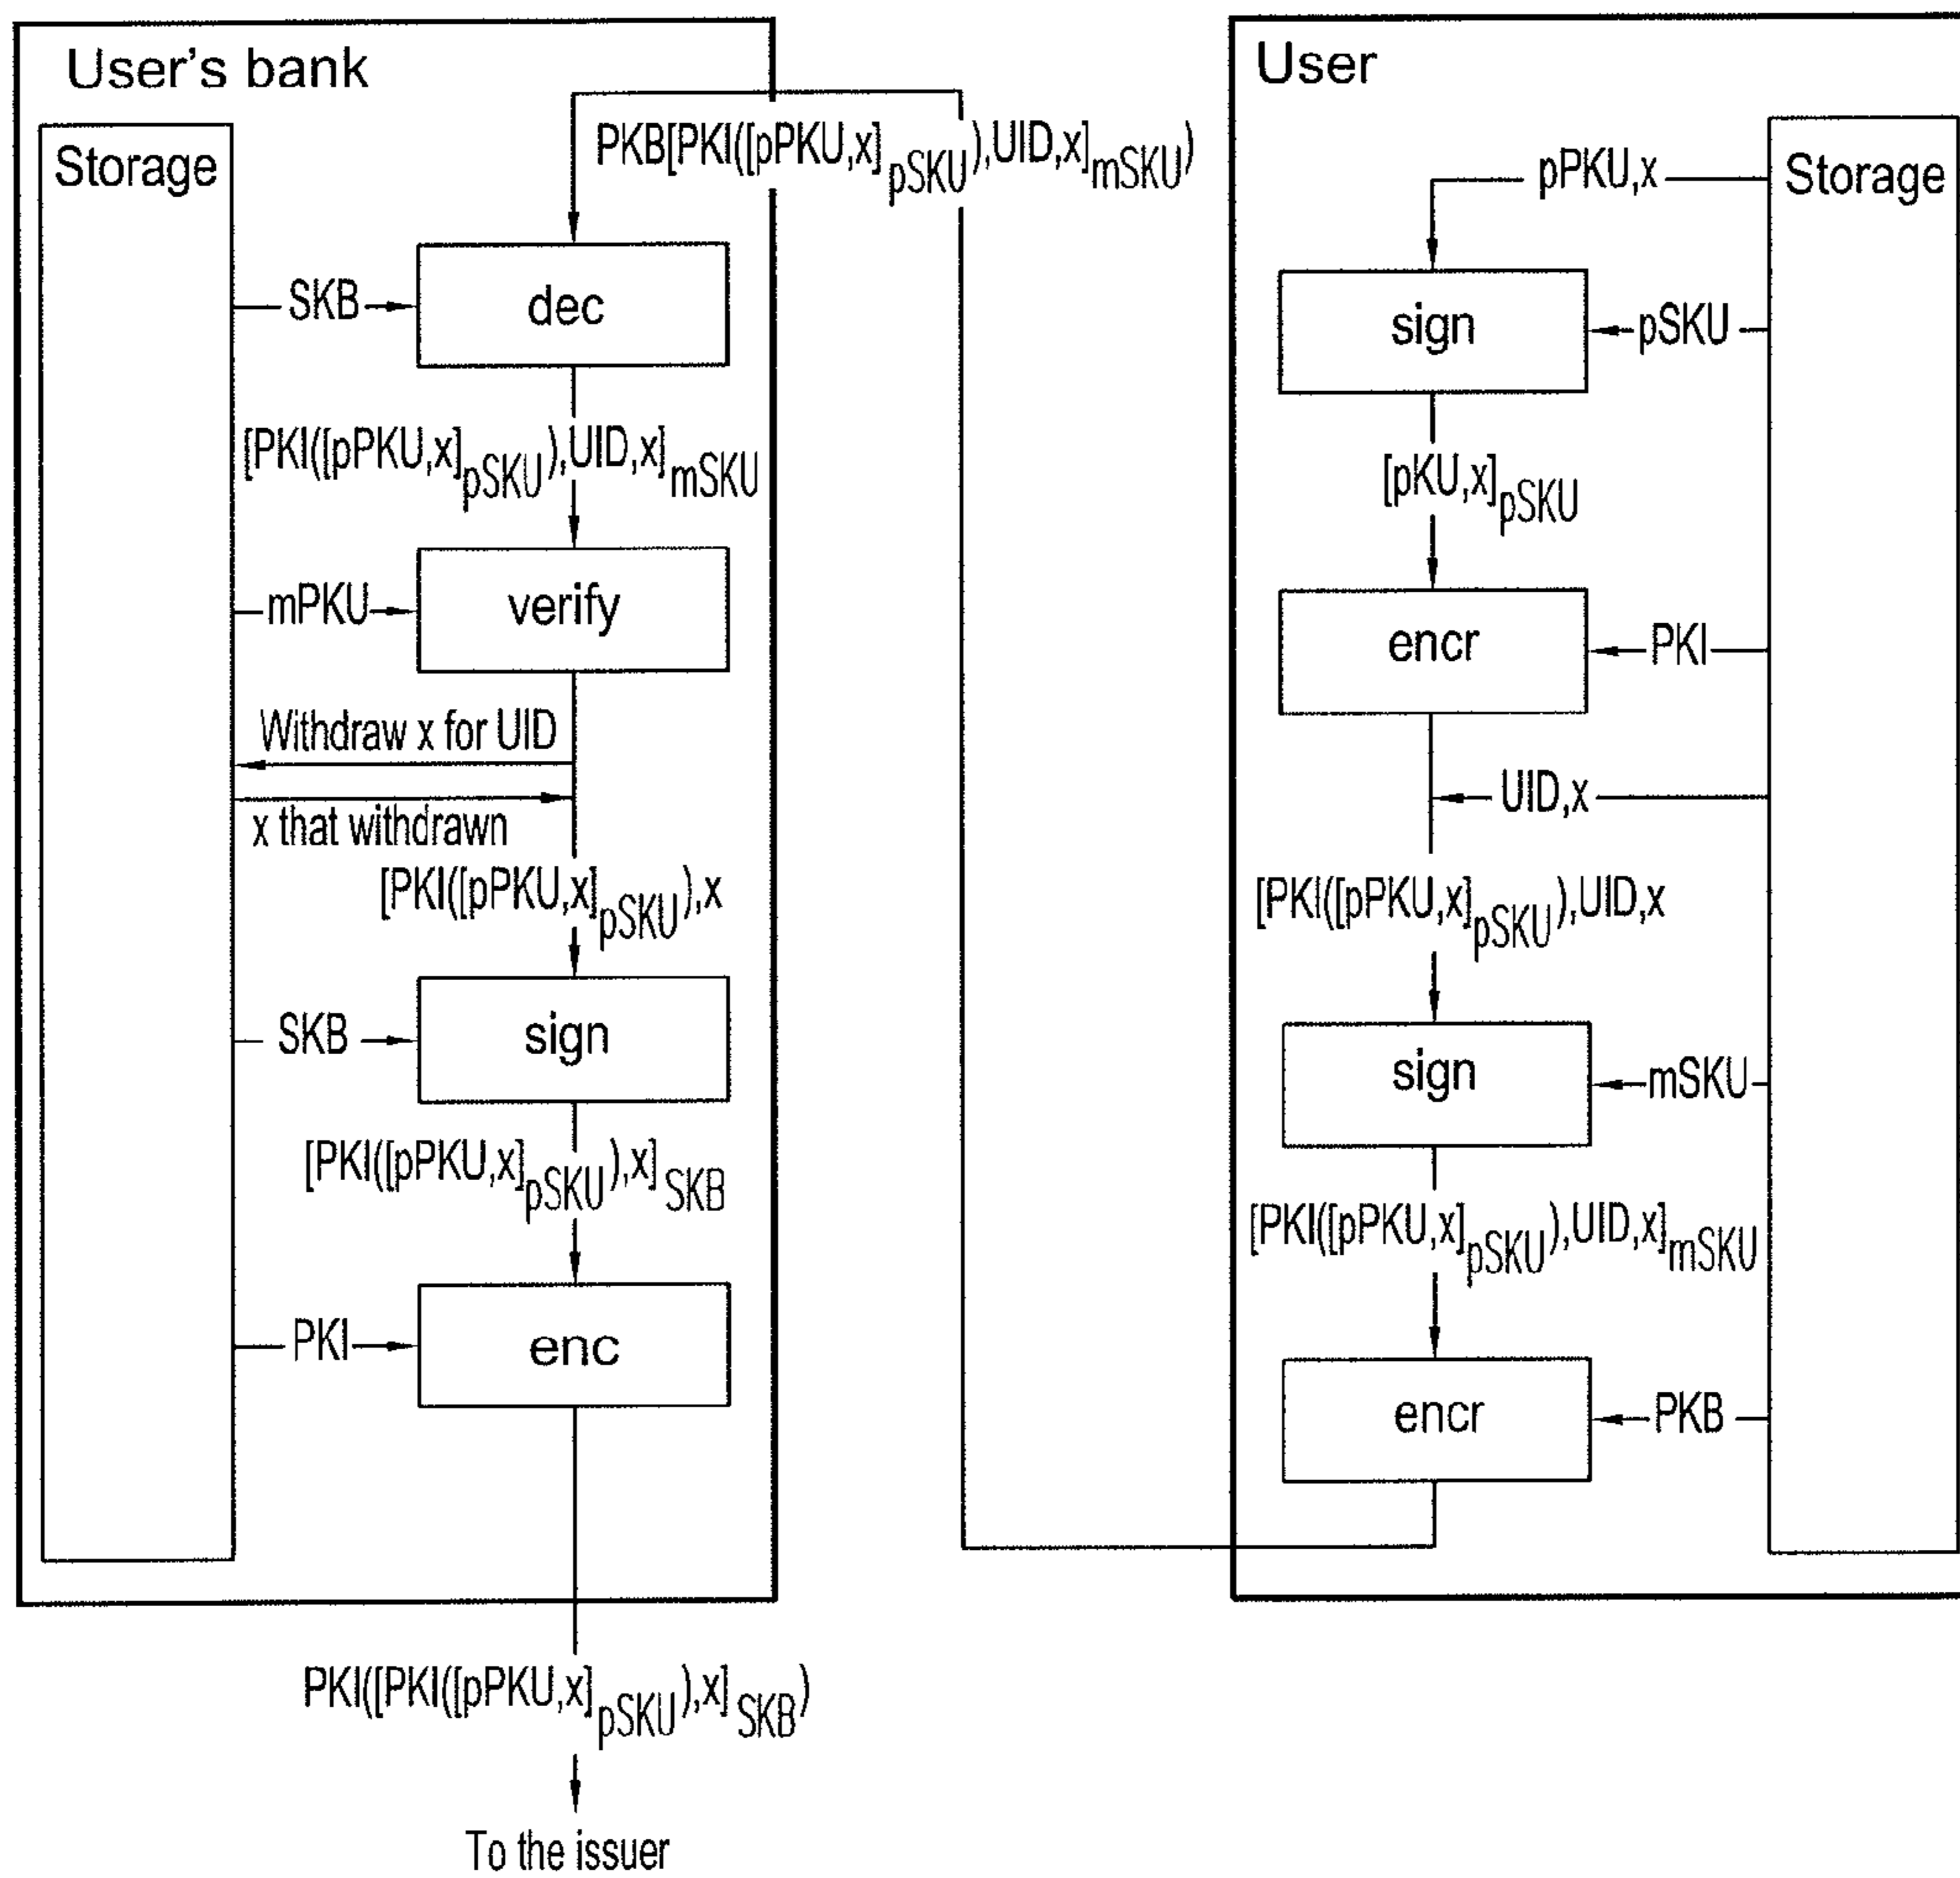 User's bank
Storage
PKB[PKI([pPKU,x]pSKU),UID,x]mSKU)
SKB
dec
[PKI([pPKU,x]pSKU),UID,x]mSKU
mPKU
verify
Withdraw x for UID
x that withdrawn
[PKI([pPKU,x]pSKU),x
SKB
sign
[PKI([pPKU,x]pSKU),x]SKB
PKI
enc
PKI([PKI([pPKU,x]pSKU),x]SKB)
To the issuer
User
Storage
pPKU,x
sign
pSKU
[pKU,x]pSKU
encr
PKI
UID,x
[PKI([pPKU,x]pSKU),UID,x
sign
mSKU
[PKI([pPKU,x]pSKU),UID,x]mSKU
encr
PKB